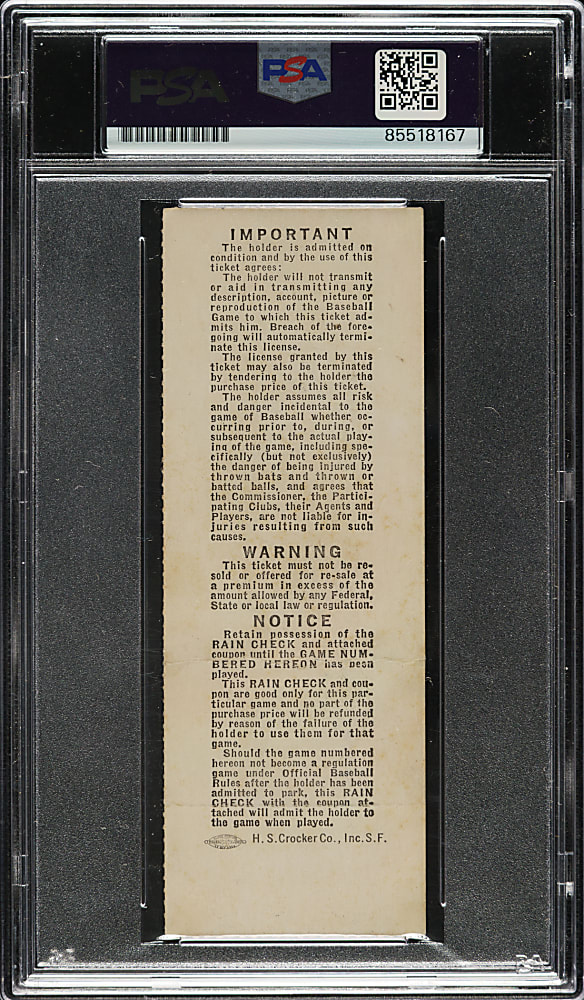 PSA
PSA
85518167
IMPORTANT
The holder is admitted on
condition and by the use of this
ticket agrees:
The holder will not transmit
or aid in transmitting any
description, account, picture or
reproduction of the Baseball
Game to which this ticket ad-
mits him. Breach of the fore-
going will automatically termi-
nate this license.
The license granted by this
ticket may also be terminated
by tendering to the holder the
purchase price of this ticket.
The holder assumes all risk
and danger incidental to the
game of Baseball whether oc-
curring prior to, during, or
subsequent to the actual play-
ing of the game, including spe-
cifically (but not exclusively)
the danger of being injured by
thrown bats and thrown or
batted balls, and agrees that
the Commissioner, the Partici-
pating Clubs, their Agents and
Players, are not liable for in-
juries resulting from such
causes.
WARNING
This ticket must not be re-
sold or offered for re-sale at
a premium in excess of the
amount allowed by any Federal,
State or local law or regulation.
NOTICE
Retain possession of the
RAIN CHECK and attached
coupon until the GAME NUM-
BERED HEREON has been
played.
This RAIN CHECK and cou-
pon are good only for this par-
ticular game and no part of the
purchase price will be refunded
by reason of the failure of the
holder to use them for that
game.
Should the game numbered
hereon not become a regulation
game under Official Baseball
Rules after the holder has been
admitted to park, this RAIN
CHECK with the coupon at-
tached will admit the holder to
the game when played.
H. S. Crocker Co., Inc. S. F.